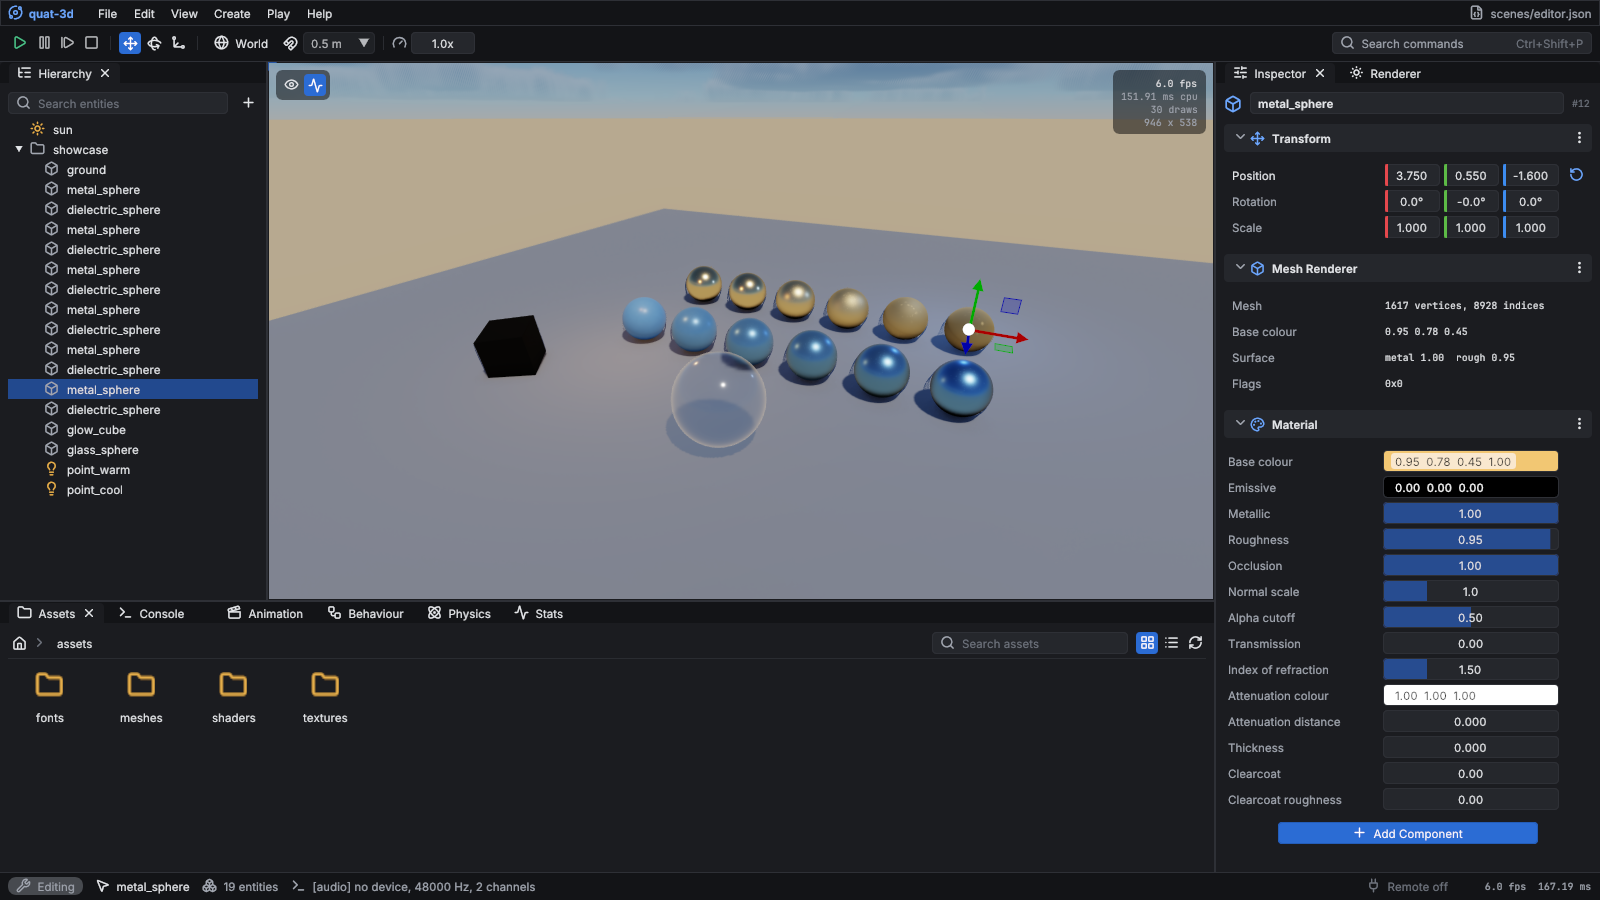 quat-3d File Edit View Create Play Help scenes/editor.json
World 0.5 m 1.0x Search commands Ctrl+Shift+P
Hierarchy
Search entities
sun
showcase
ground
metal_sphere
dielectric_sphere
metal_sphere
dielectric_sphere
metal_sphere
dielectric_sphere
metal_sphere
dielectric_sphere
metal_sphere
dielectric_sphere
metal_sphere
dielectric_sphere
glow_cube
glass_sphere
point_warm
point_cool
6.0 fps
151.91 ms cpu
30 draws
946 x 538
Inspector Renderer
metal_sphere #12
Transform
Position 3.750 0.550 -1.600
Rotation 0.0° -0.0° 0.0°
Scale 1.000 1.000 1.000
Mesh Renderer
Mesh 1617 vertices, 8928 indices
Base colour 0.95 0.78 0.45
Surface metal 1.00 rough 0.95
Flags 0x0
Material
Base colour 0.95 0.78 0.45 1.00
Emissive 0.00 0.00 0.00
Metallic 1.00
Roughness 0.95
Occlusion 1.00
Normal scale 1.0
Alpha cutoff 0.50
Transmission 0.00
Index of refraction 1.50
Attenuation colour 1.00 1.00 1.00
Attenuation distance 0.000
Thickness 0.000
Clearcoat 0.00
Clearcoat roughness 0.00
Add Component
Assets Console Animation Behaviour Physics Stats
assets Search assets
fonts meshes shaders textures
Editing metal_sphere 19 entities [audio] no device, 48000 Hz, 2 channels Remote off 6.0 fps 167.19 ms